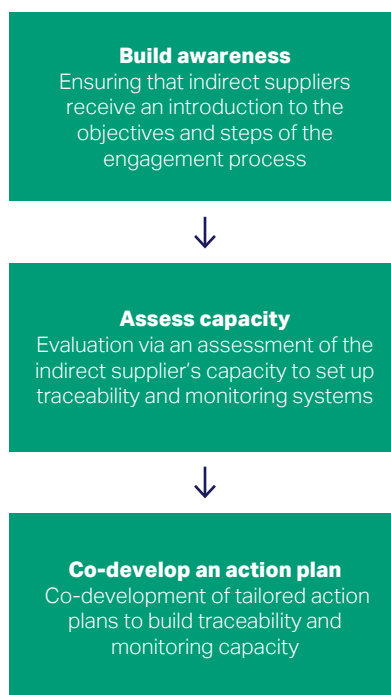 Build awareness
Ensuring that indirect suppliers
receive an introduction to the
objectives and steps of the
engagement process
Assess capacity
Evaluation via an assessment of the
indirect supplier's capacity to set up
traceability and monitoring systems
Co-develop an action plan
Co-development of tailored action
plans to build traceability and
monitoring capacity